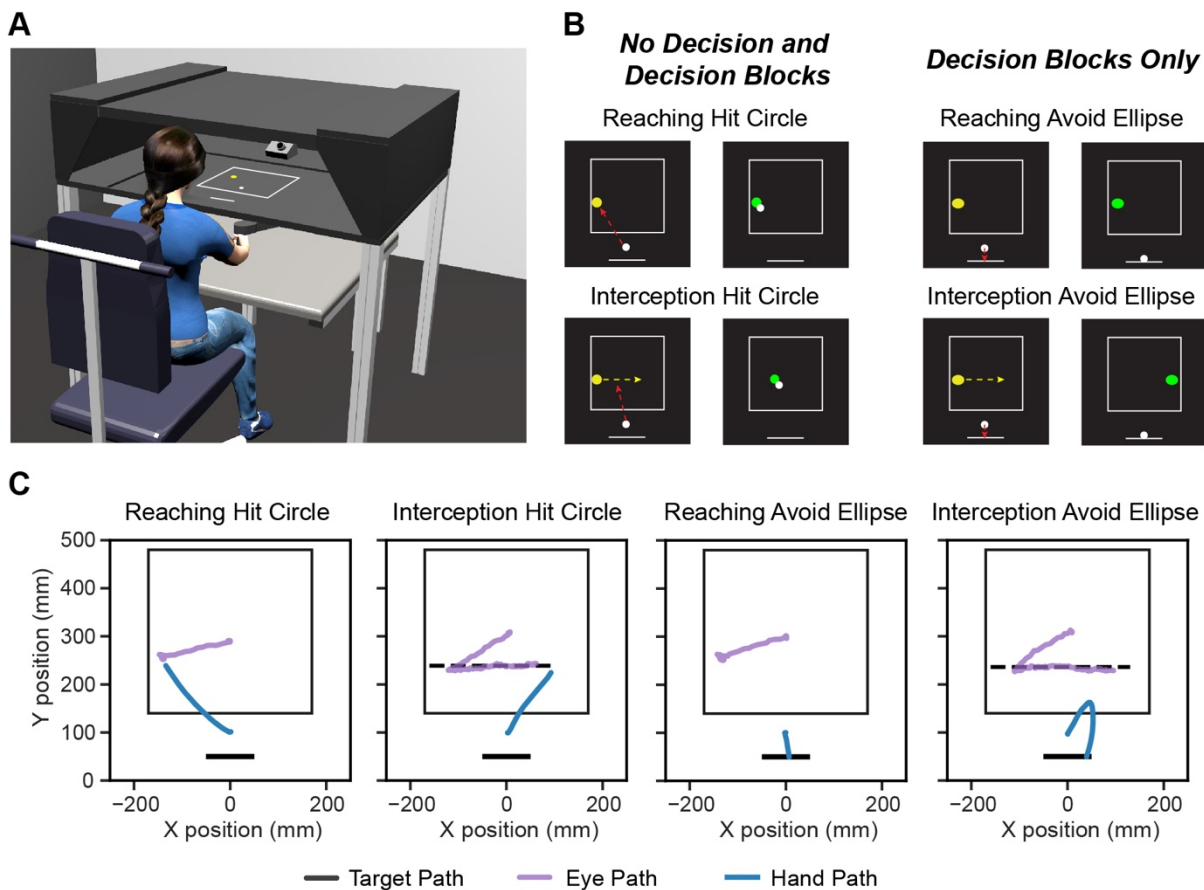 A
B
No Decision and
Decision Blocks
Decision Blocks Only
Reaching Hit Circle
Reaching Avoid Ellipse
Interception Hit Circle
Interception Avoid Ellipse
C
Reaching Hit Circle
Interception Hit Circle
Reaching Avoid Ellipse
Interception Avoid Ellipse
Y position (mm)
500
400
300
200
100
0
−200 0 200
−200 0 200
−200 0 200
−200 0 200
X position (mm)
X position (mm)
X position (mm)
X position (mm)
Target Path
Eye Path
Hand Path